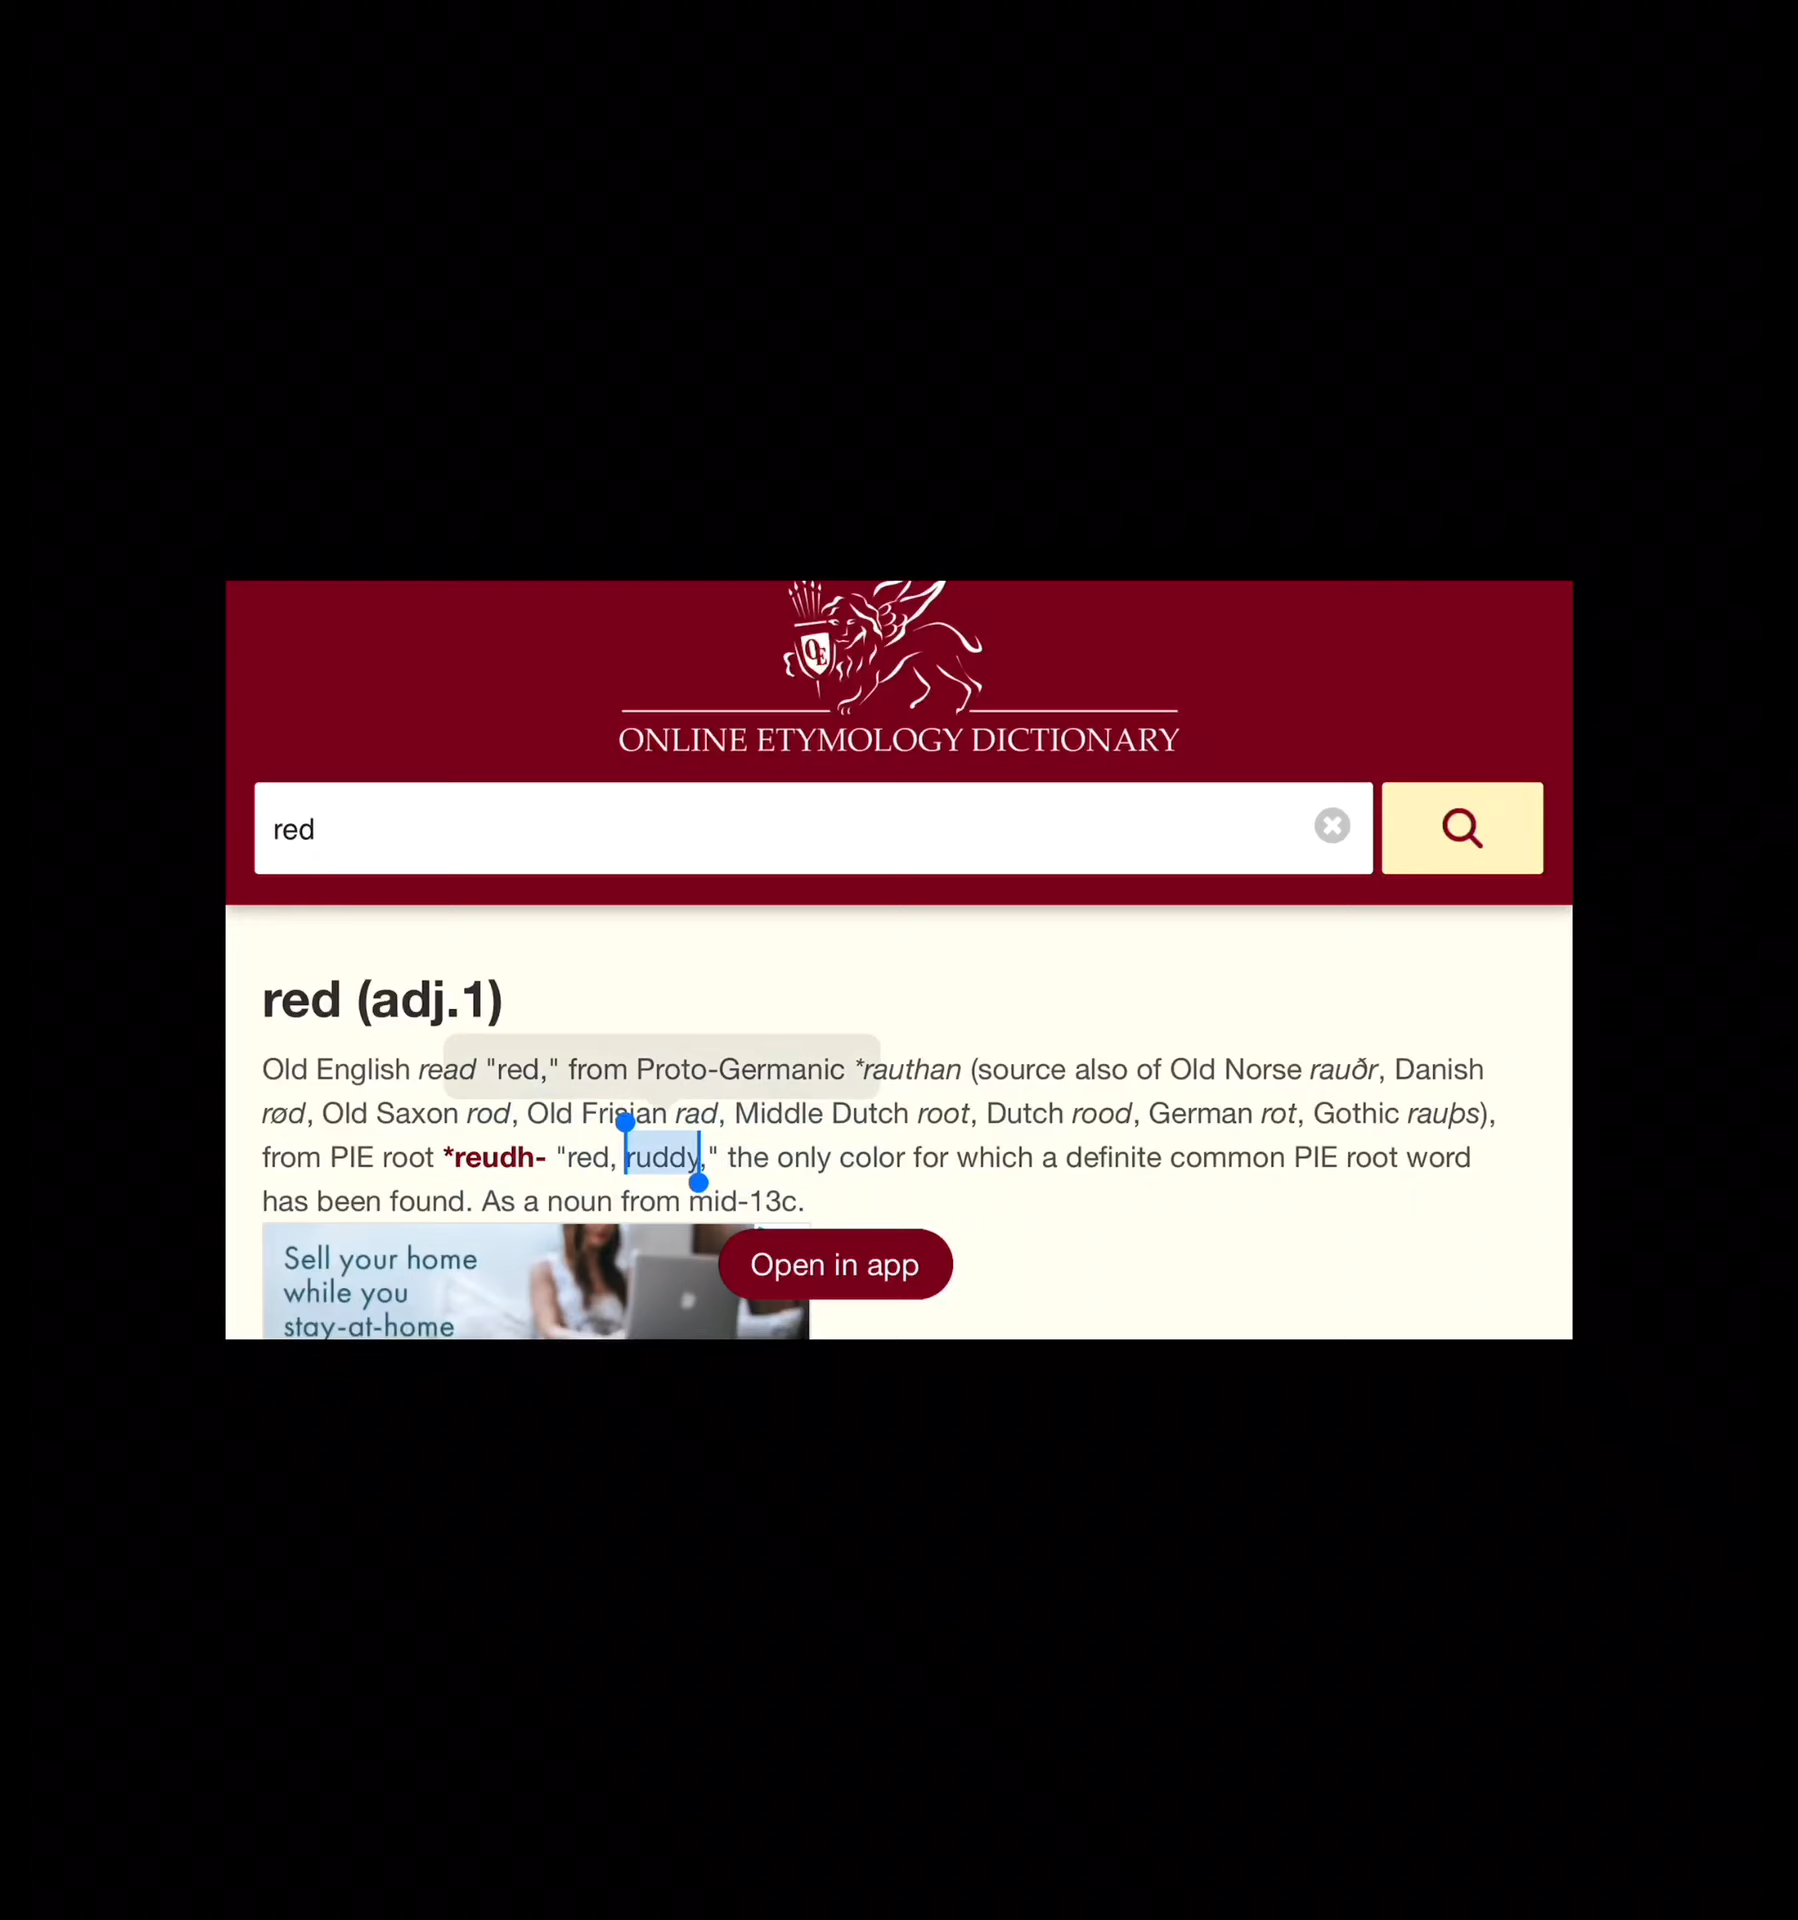 OE
ONLINE ETYMOLOGY DICTIONARY
red
red (adj.1)
Old English read "red," from Proto-Germanic *rauthan (source also of Old Norse rauðr, Danish
rød, Old Saxon rod, Old Frisian rad, Middle Dutch root, Dutch rood, German rot, Gothic rauþs),
from PIE root *reudh- "red, ruddy," the only color for which a definite common PIE root word
has been found. As a noun from mid-13c.
Sell your home
while you
stay-at-home
Open in app